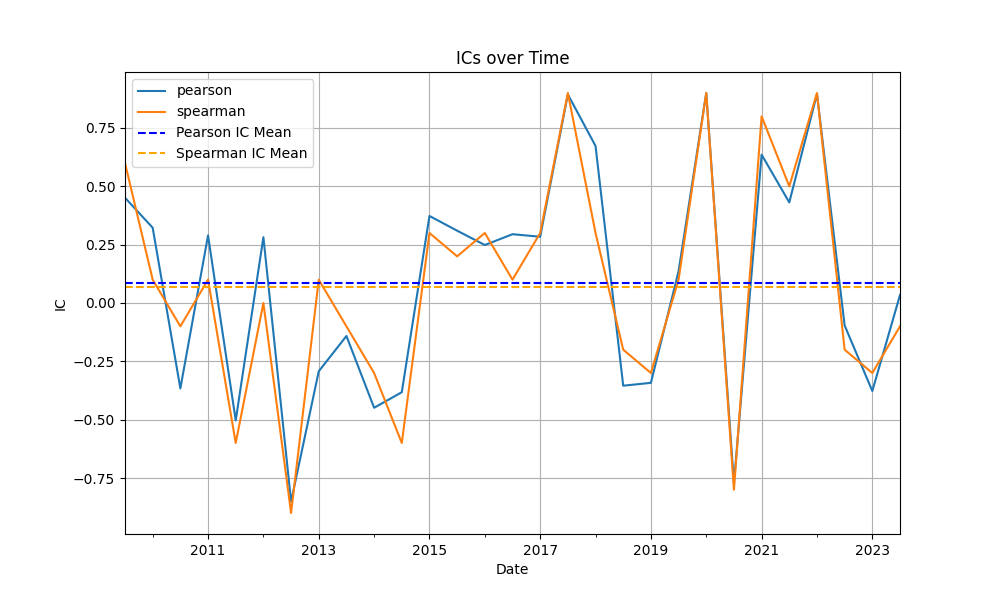 ICs over Time
pearson
spearman
Pearson IC Mean
Spearman IC Mean
0.75
0.50
0.25
0.00
−0.25
−0.50
−0.75
IC
2011 2013 2015 2017 2019 2021 2023
Date